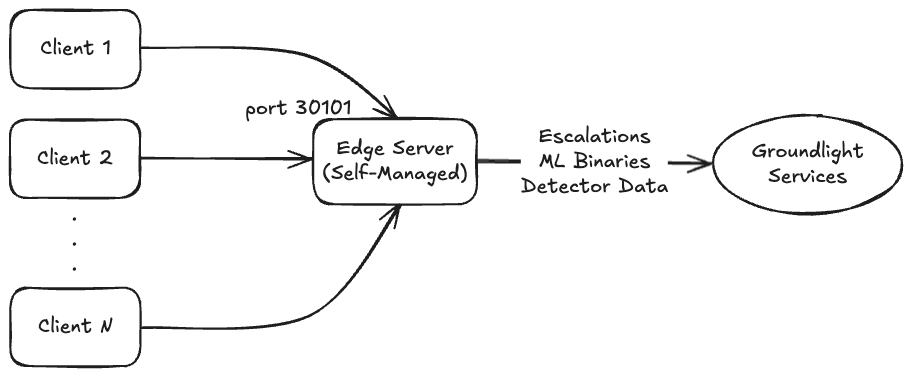 Client 1
port 30101
Client 2
Edge Server
(Self-Managed)
Escalations
ML Binaries
Detector Data
Groundlight
Services
.
.
.
Client N